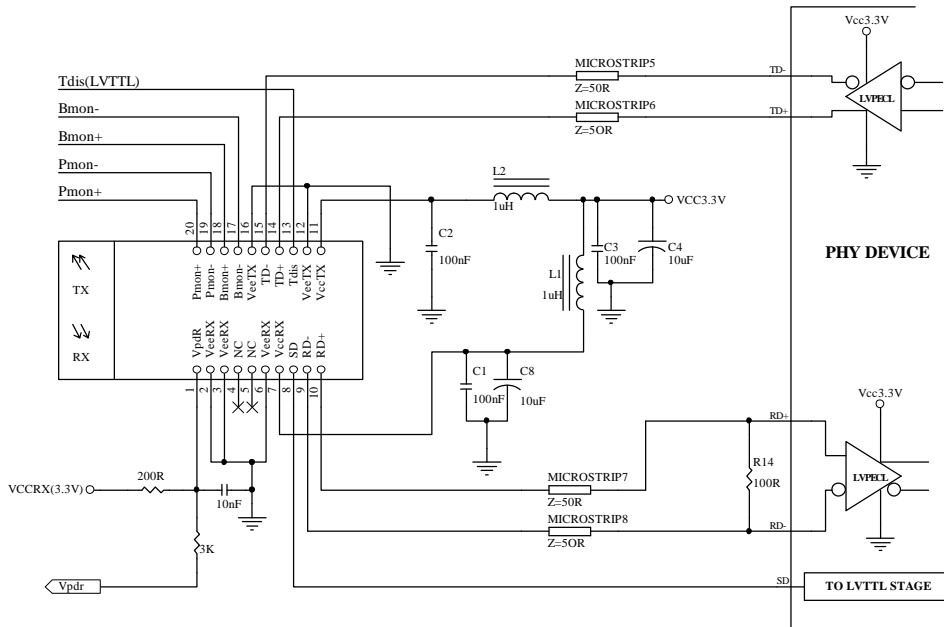 Vcc3.3V
MICROSTRIP5
TD-
Z=50R
LVPECL
MICROSTRIP6
TD+
Z=5OR
Tdis(LVTTL)
Bmon-
Bmon+
Pmon-
Pmon+
L2
1uH
VCC3.3V
20
19
18
17
16
15
14
13
12
11
C2
100nF
C3
100nF
C4
10uF
PHY DEVICE
L1
1uH
Pmon+
Pmon-
Bmon+
Bmon-
VeeTX
TD-
TD+
Tdis
VeeTX
VccTX
TX
RX
VpdR
VeeRX
VeeRX
NC
NC
VeeRX
VccRX
SD
RD-
RD+
1
2
3
4
5
6
7
8
9
10
C1
100nF
C8
10uF
Vcc3.3V
RD+
R14
100R
LVPECL
200R
VCCRX(3.3V)
10nF
MICROSTRIP7
Z=50R
RD-
MICROSTRIP8
Z=5OR
3K
Vpdr
SD
TO LVTTL STAGE